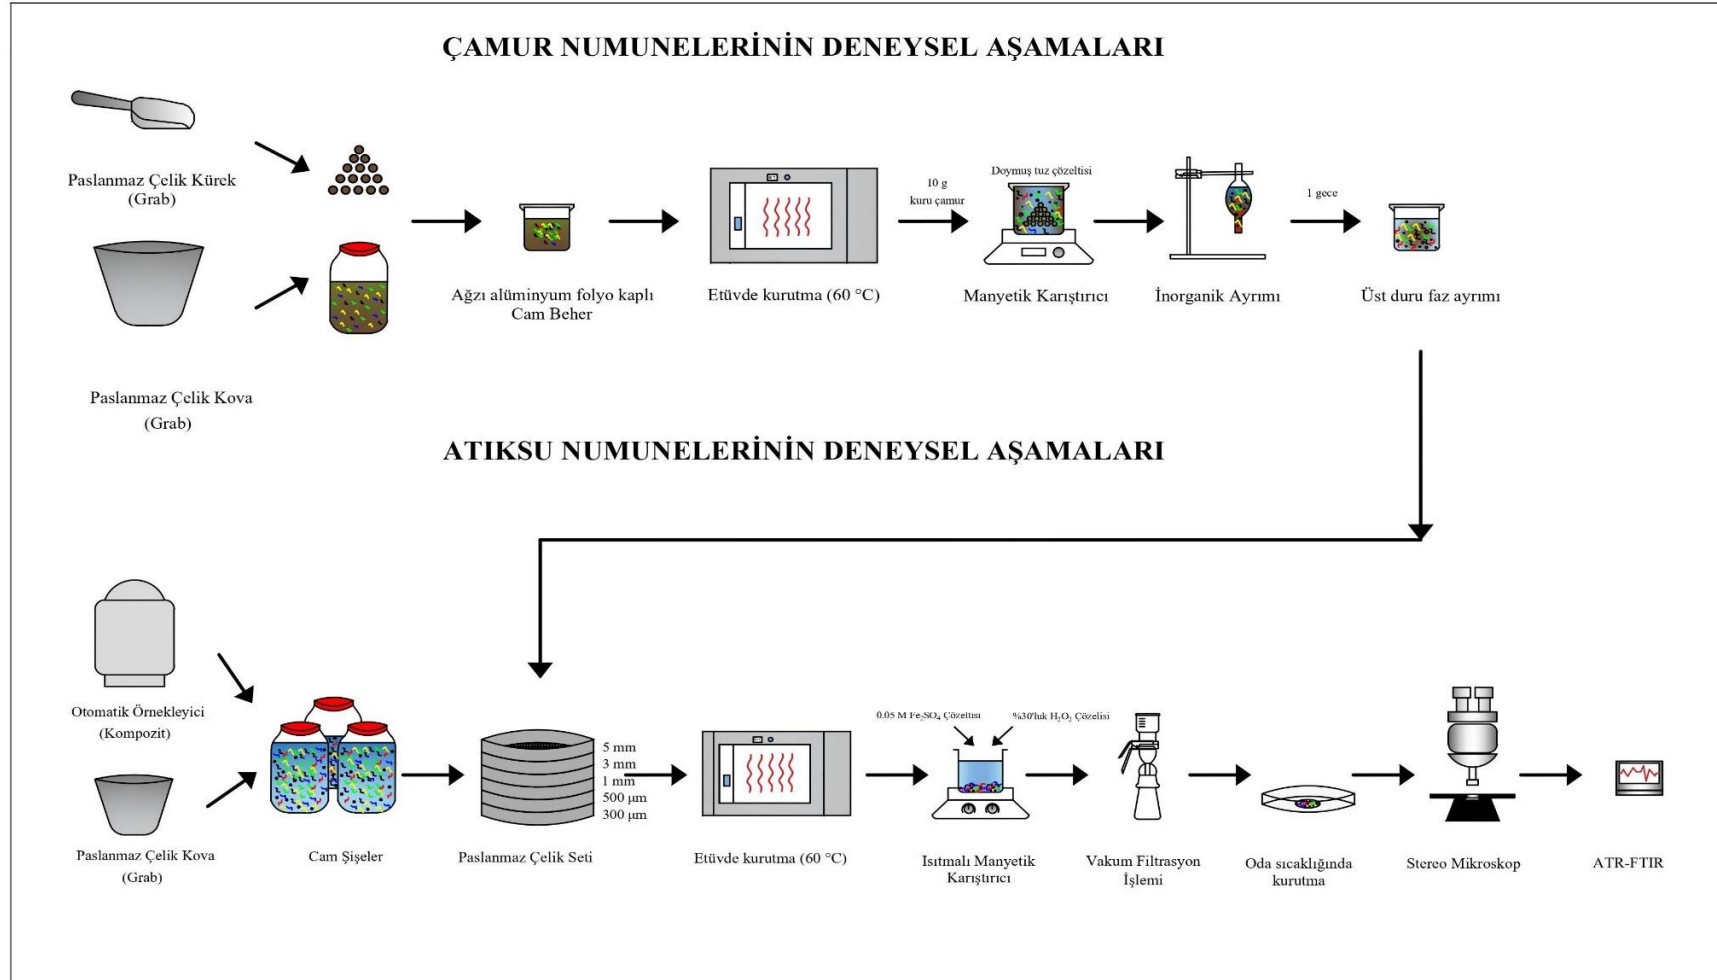 ÇAMUR NUMUNELERİNİN DENEYSEL AŞAMALARI
Paslanmaz Çelik Kürek
(Grab)
Paslanmaz Çelik Kova
(Grab)
Ağzı alüminyum folyo kaplı
Cam Beher
Etüvde kurutma (60 °C)
10 g
kuru çamur
Doymuş tuz çözeltisi
Manyetik Karıştırıcı
İnorganik Ayrımı
1 gece
Üst duru faz ayrımı
ATIKSU NUMUNELERİNİN DENEYSEL AŞAMALARI
Otomatik Örnekleyici
(Kompozit)
Paslanmaz Çelik Kova
(Grab)
Cam Şişeler
5 mm
3 mm
1 mm
500 µm
300 µm
Paslanmaz Çelik Seti
Etüvde kurutma (60 °C)
0.05 M Fe₂SO₄ Çözeltısı
%30'luk H₂O₂ Çözelisi
Isıtmalı Manyetik
Karıştırıcı
Vakum Filtrasyon
İşlemi
Oda sıcaklığında
kurutma
Stereo Mikroskop
ATR-FTIR